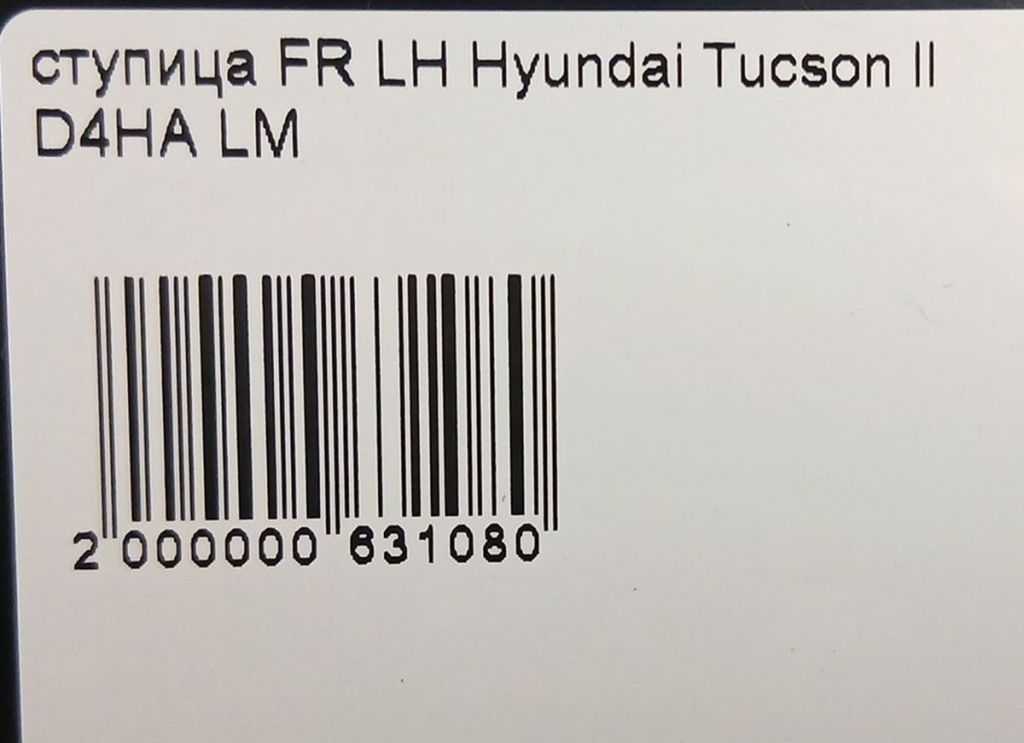 ступица FR LH Hyundai Tucson II
D4HA LM
2 000000 631080